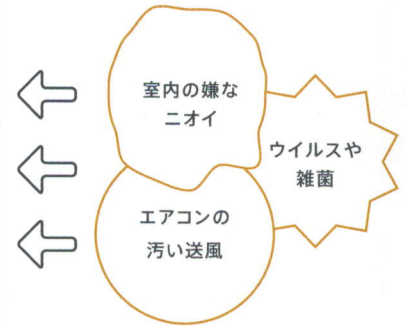 室内の嫌な
ニオイ
ウイルスや
雑菌
エアコンの
汚い送風